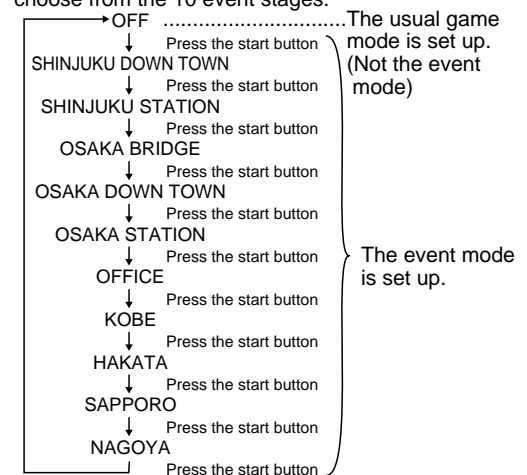 choose from the 10 event stages.
OFF ..............................The usual game
mode is set up.
(Not the event
mode)
Press the start button
SHINJUKU DOWN TOWN
Press the start button
SHINJUKU STATION
Press the start button
OSAKA BRIDGE
Press the start button
OSAKA DOWN TOWN
Press the start button
OSAKA STATION
Press the start button
OFFICE
Press the start button
KOBE
Press the start button
HAKATA
Press the start button
SAPPORO
Press the start button
NAGOYA
Press the start button
The event mode
is set up.